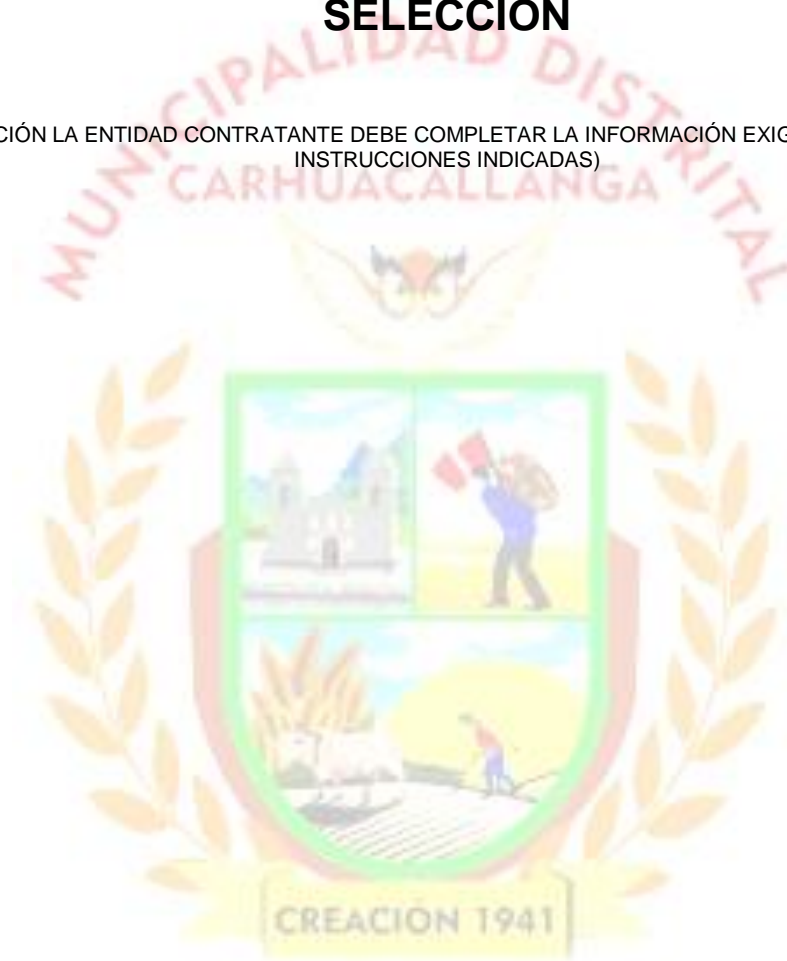 SELECCIÓN
CIÓN LA ENTIDAD CONTRATANTE DEBE COMPLETAR LA INFORMACIÓN EXIG
INSTRUCCIONES INDICADAS)
MUNICIPALIDAD DISTRITAL
CARHUACALLANGA
CREACIÓN 1941